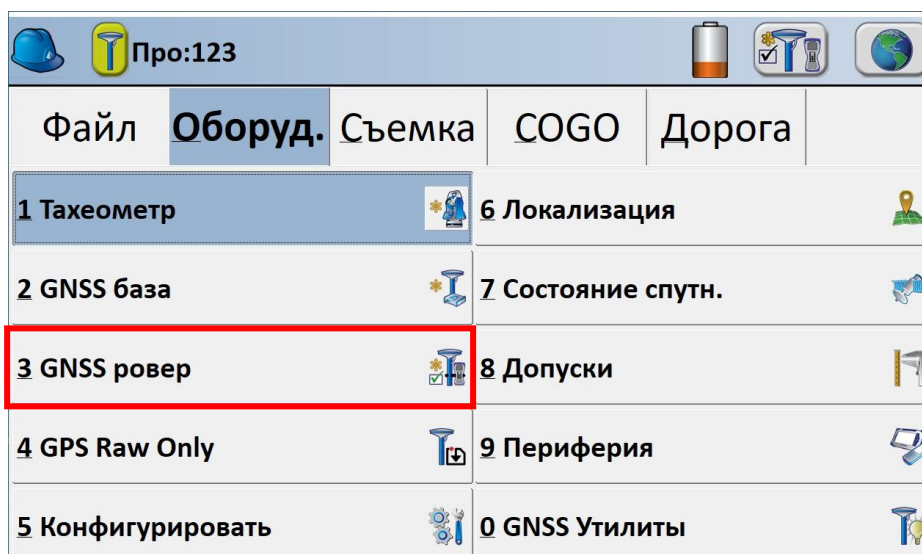 Про:123
Файл Оборуд. Съемка COGO Дорога
1 Тахеометр
6 Локализация
2 GNSS база
7 Состояние спутн.
3 GNSS ровер
8 Допуски
4 GPS Raw Only
9 Периферия
5 Конфигурировать
0 GNSS Утилиты